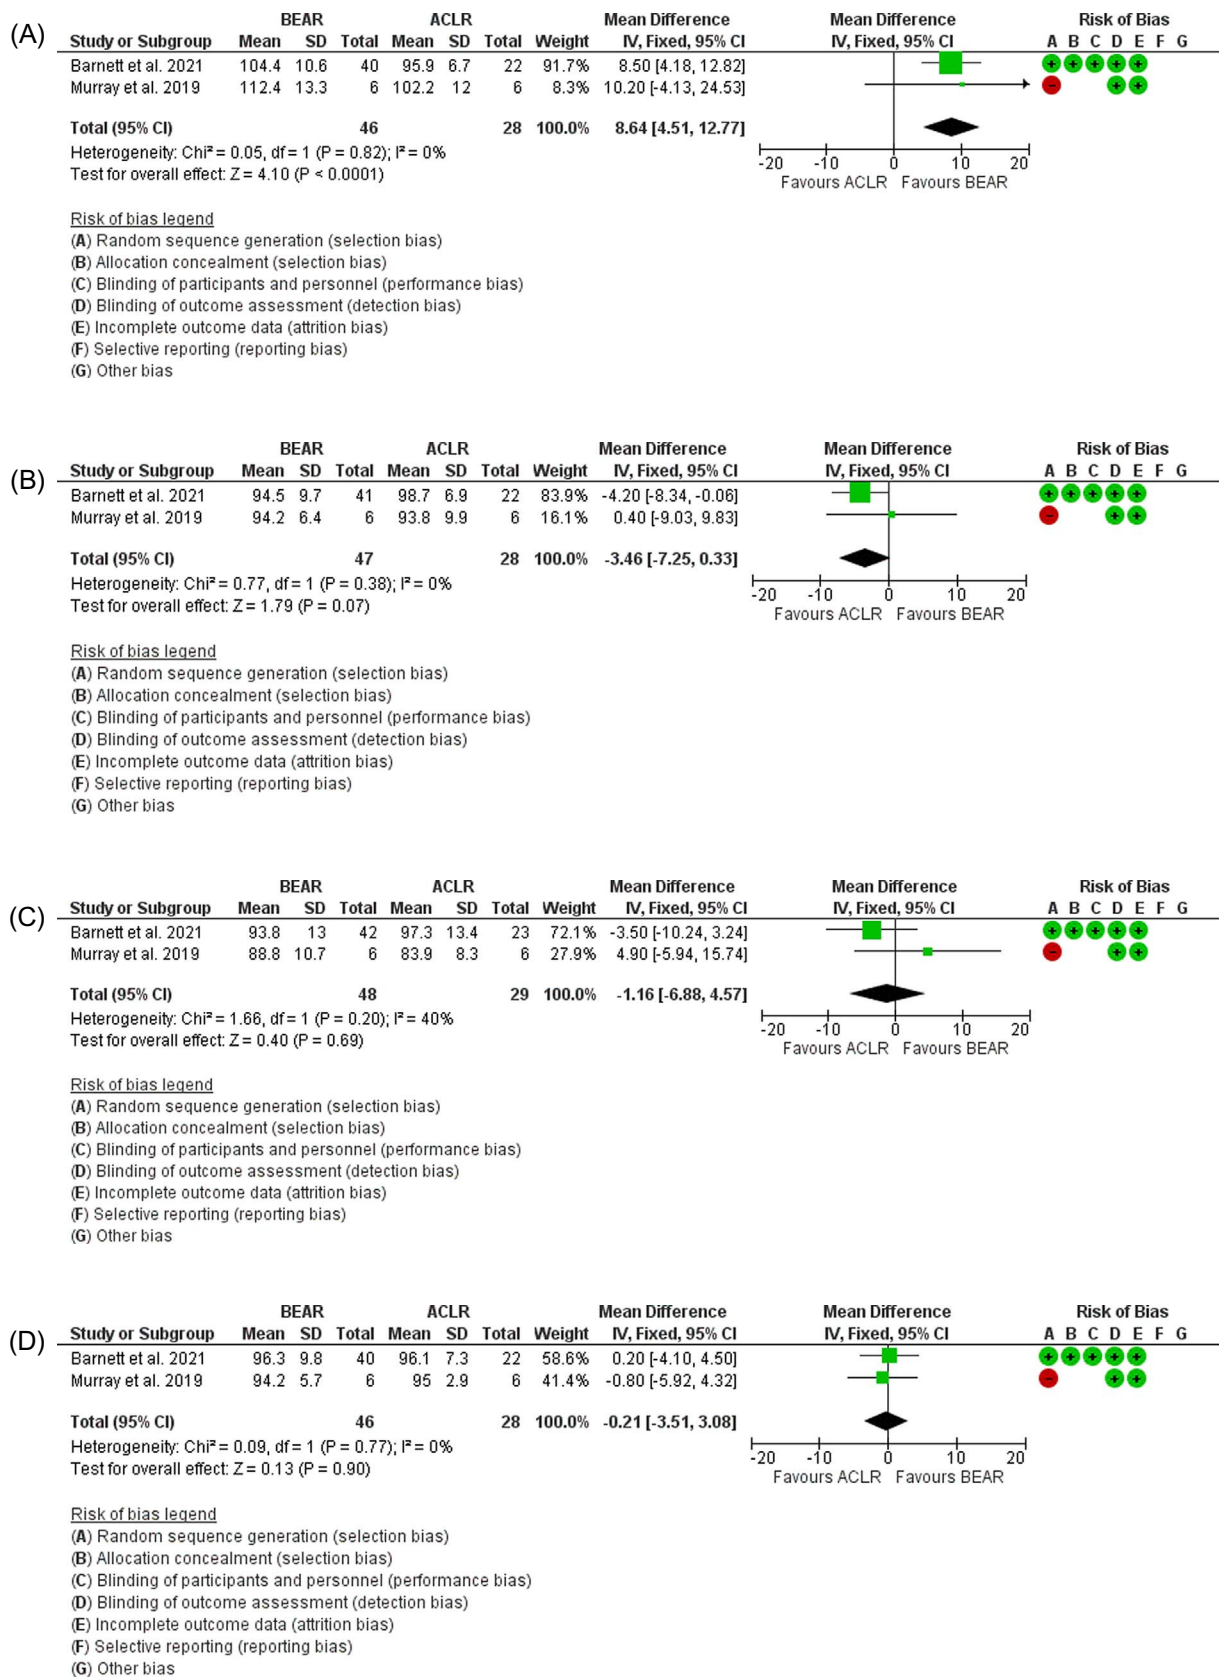 (A)
BEAR ACLR Mean Difference Mean Difference Risk of Bias
Study or Subgroup Mean SD Total Mean SD Total Weight IV, Fixed, 95% CI IV, Fixed, 95% CI A B C D E F G
Barnett et al. 2021 104.4 10.6 40 95.9 6.7 22 91.7% 8.50 [4.18, 12.82] + + + + +
Murray et al. 2019 112.4 13.3 6 102.2 12 6 8.3% 10.20 [-4.13, 24.53] - + +
Total (95% CI) 46 28 100.0% 8.64 [4.51, 12.77]
Heterogeneity: Chi² = 0.05, df = 1 (P = 0.82); I² = 0%
Test for overall effect: Z = 4.10 (P < 0.0001)
-20 -10 0 10 20
Favours ACLR Favours BEAR
Risk of bias legend
(A) Random sequence generation (selection bias)
(B) Allocation concealment (selection bias)
(C) Blinding of participants and personnel (performance bias)
(D) Blinding of outcome assessment (detection bias)
(E) Incomplete outcome data (attrition bias)
(F) Selective reporting (reporting bias)
(G) Other bias
(B)
BEAR ACLR Mean Difference Mean Difference Risk of Bias
Study or Subgroup Mean SD Total Mean SD Total Weight IV, Fixed, 95% CI IV, Fixed, 95% CI A B C D E F G
Barnett et al. 2021 94.5 9.7 41 98.7 6.9 22 83.9% -4.20 [-8.34, -0.06] + + + + +
Murray et al. 2019 94.2 6.4 6 93.8 9.9 6 16.1% 0.40 [-9.03, 9.83] - + +
Total (95% CI) 47 28 100.0% -3.46 [-7.25, 0.33]
Heterogeneity: Chi² = 0.77, df = 1 (P = 0.38); I² = 0%
Test for overall effect: Z = 1.79 (P = 0.07)
-20 -10 0 10 20
Favours ACLR Favours BEAR
Risk of bias legend
(A) Random sequence generation (selection bias)
(B) Allocation concealment (selection bias)
(C) Blinding of participants and personnel (performance bias)
(D) Blinding of outcome assessment (detection bias)
(E) Incomplete outcome data (attrition bias)
(F) Selective reporting (reporting bias)
(G) Other bias
(C)
BEAR ACLR Mean Difference Mean Difference Risk of Bias
Study or Subgroup Mean SD Total Mean SD Total Weight IV, Fixed, 95% CI IV, Fixed, 95% CI A B C D E F G
Barnett et al. 2021 93.8 13 42 97.3 13.4 23 72.1% -3.50 [-10.24, 3.24] + + + + +
Murray et al. 2019 88.8 10.7 6 83.9 8.3 6 27.9% 4.90 [-5.94, 15.74] - + +
Total (95% CI) 48 29 100.0% -1.16 [-6.88, 4.57]
Heterogeneity: Chi² = 1.66, df = 1 (P = 0.20); I² = 40%
Test for overall effect: Z = 0.40 (P = 0.69)
-20 -10 0 10 20
Favours ACLR Favours BEAR
Risk of bias legend
(A) Random sequence generation (selection bias)
(B) Allocation concealment (selection bias)
(C) Blinding of participants and personnel (performance bias)
(D) Blinding of outcome assessment (detection bias)
(E) Incomplete outcome data (attrition bias)
(F) Selective reporting (reporting bias)
(G) Other bias
(D)
BEAR ACLR Mean Difference Mean Difference Risk of Bias
Study or Subgroup Mean SD Total Mean SD Total Weight IV, Fixed, 95% CI IV, Fixed, 95% CI A B C D E F G
Barnett et al. 2021 96.3 9.8 40 96.1 7.3 22 58.6% 0.20 [-4.10, 4.50] + + + + +
Murray et al. 2019 94.2 5.7 6 95 2.9 6 41.4% -0.80 [-5.92, 4.32] - + +
Total (95% CI) 46 28 100.0% -0.21 [-3.51, 3.08]
Heterogeneity: Chi² = 0.09, df = 1 (P = 0.77); I² = 0%
Test for overall effect: Z = 0.13 (P = 0.90)
-20 -10 0 10 20
Favours ACLR Favours BEAR
Risk of bias legend
(A) Random sequence generation (selection bias)
(B) Allocation concealment (selection bias)
(C) Blinding of participants and personnel (performance bias)
(D) Blinding of outcome assessment (detection bias)
(E) Incomplete outcome data (attrition bias)
(F) Selective reporting (reporting bias)
(G) Other bias